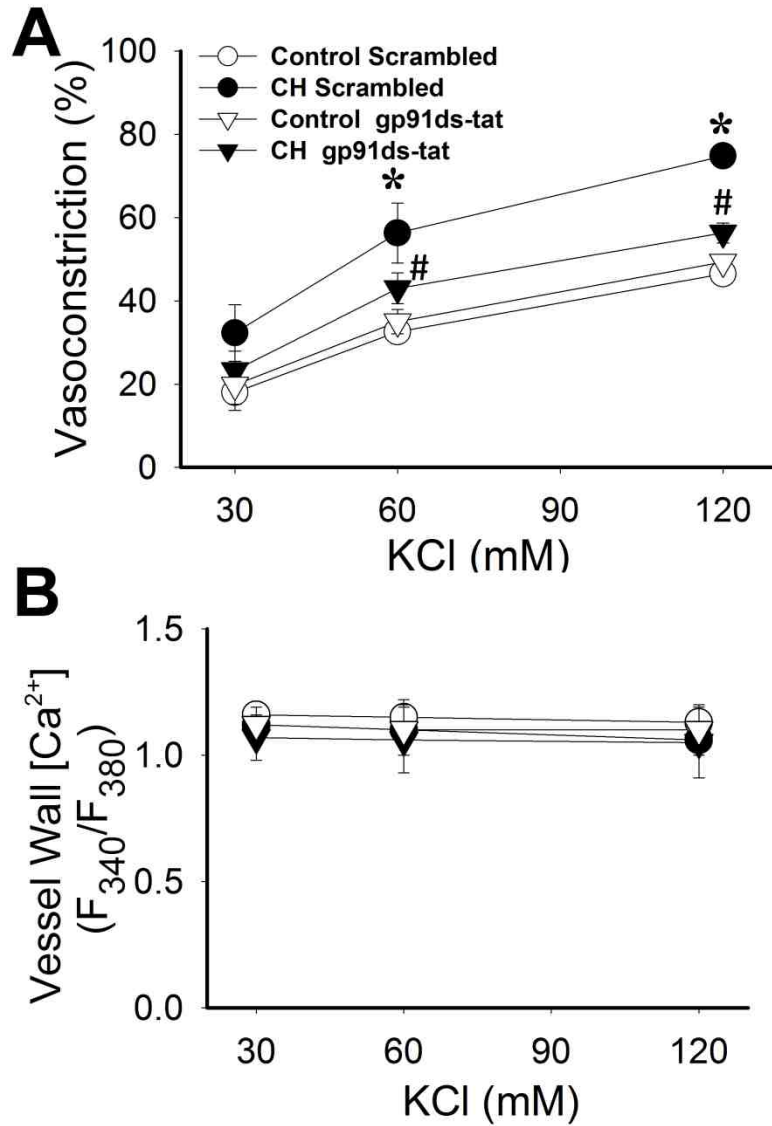 A
Control Scrambled
CH Scrambled
Control gp91ds-tat
CH gp91ds-tat
Vasoconstriction (%)
100
80
60
40
20
0
*
*
#
#
30 60 90 120
KCl (mM)
B
Vessel Wall [Ca²⁺]
(F₃₄₀/F₃₈₀)
1.5
1.0
0.5
0.0
30 60 90 120
KCl (mM)